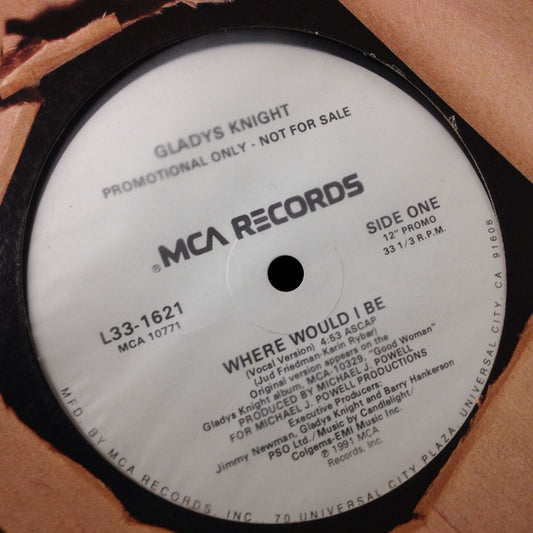 GLADYS KNIGHT
PROMOTIONAL ONLY - NOT FOR SALE
®MCA RECORDS
SIDE ONE
12" PROMO
33 1/3 R.P.M.
L33-1621
MCA 10771
WHERE WOULD I BE
(Vocal Version) 4:53 ASCAP
(Jud Friedman-Karin Rybar)
Original version appears on the
Gladys Knight album, MCA-10329, "Good Woman"
PRODUCED BY MICHAEL J. POWELL
FOR MICHAEL J. POWELL PRODUCTIONS
Executive Producers:
Jimmy Newman, Gladys Knight and Barry Hankerson
PSO Ltd./Music by Candlelight/
Colgems-EMI Music Inc.
℗1991 MCA
Records, Inc.
MFD. BY MCA RECORDS, INC., 70 UNIVERSAL CITY PLAZA, UNIVERSAL CITY, CA. 91608